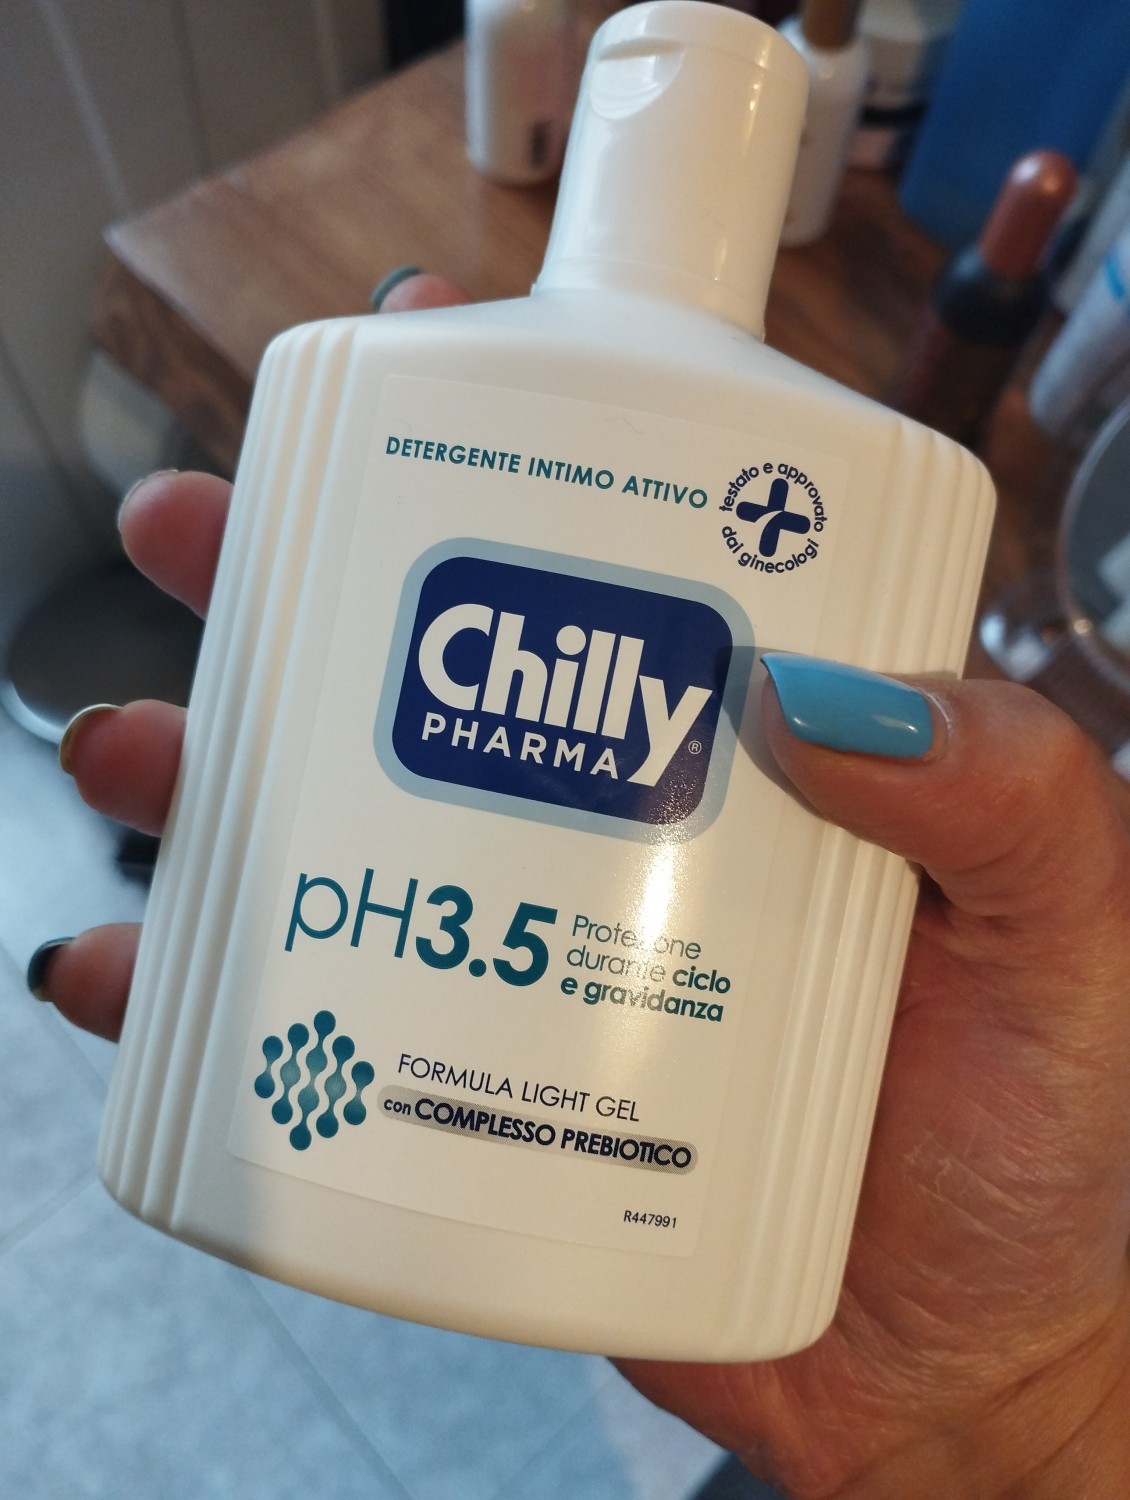 DETERGENTE INTIMO ATTIVO
testato e approvato
dai ginecologi
Chilly®
PHARMA
pH3.5
Protezione
durante ciclo
e gravidanza
FORMULA LIGHT GEL
con COMPLESSO PREBIOTICO
R447991